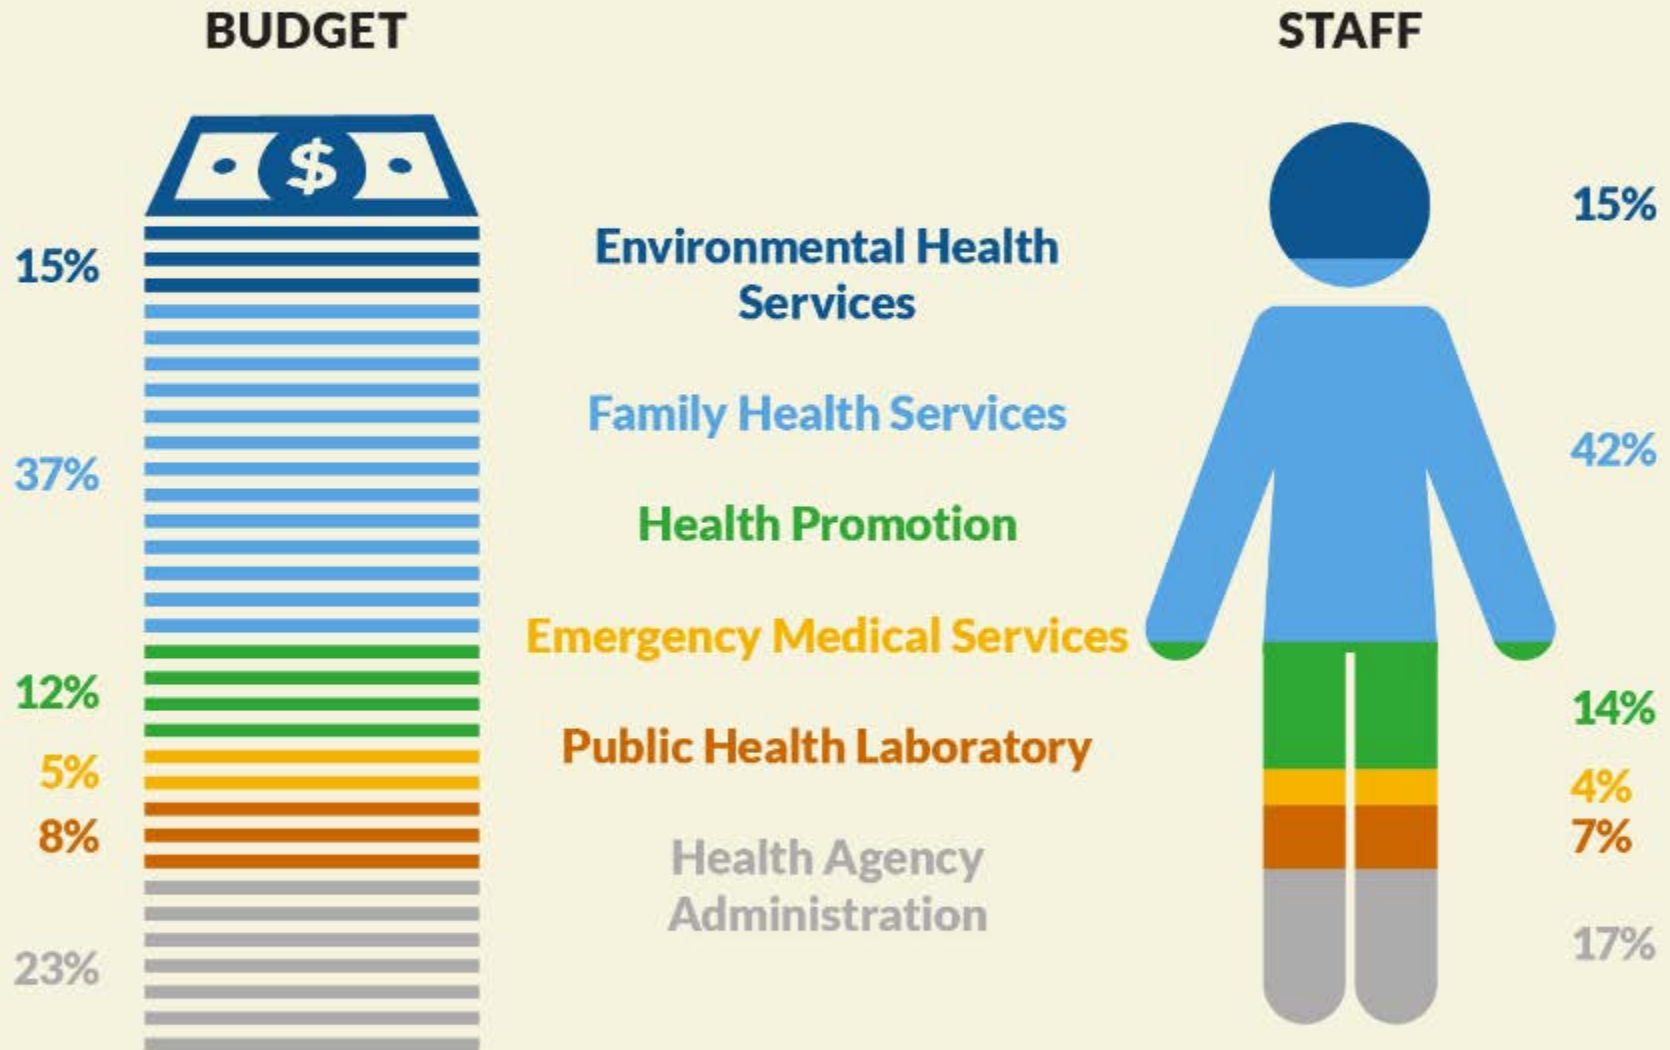 BUDGET
STAFF
$
15%
37%
12%
5%
8%
23%
Environmental Health
Services
Family Health Services
Health Promotion
Emergency Medical Services
Public Health Laboratory
Health Agency
Administration
15%
42%
14%
4%
7%
17%